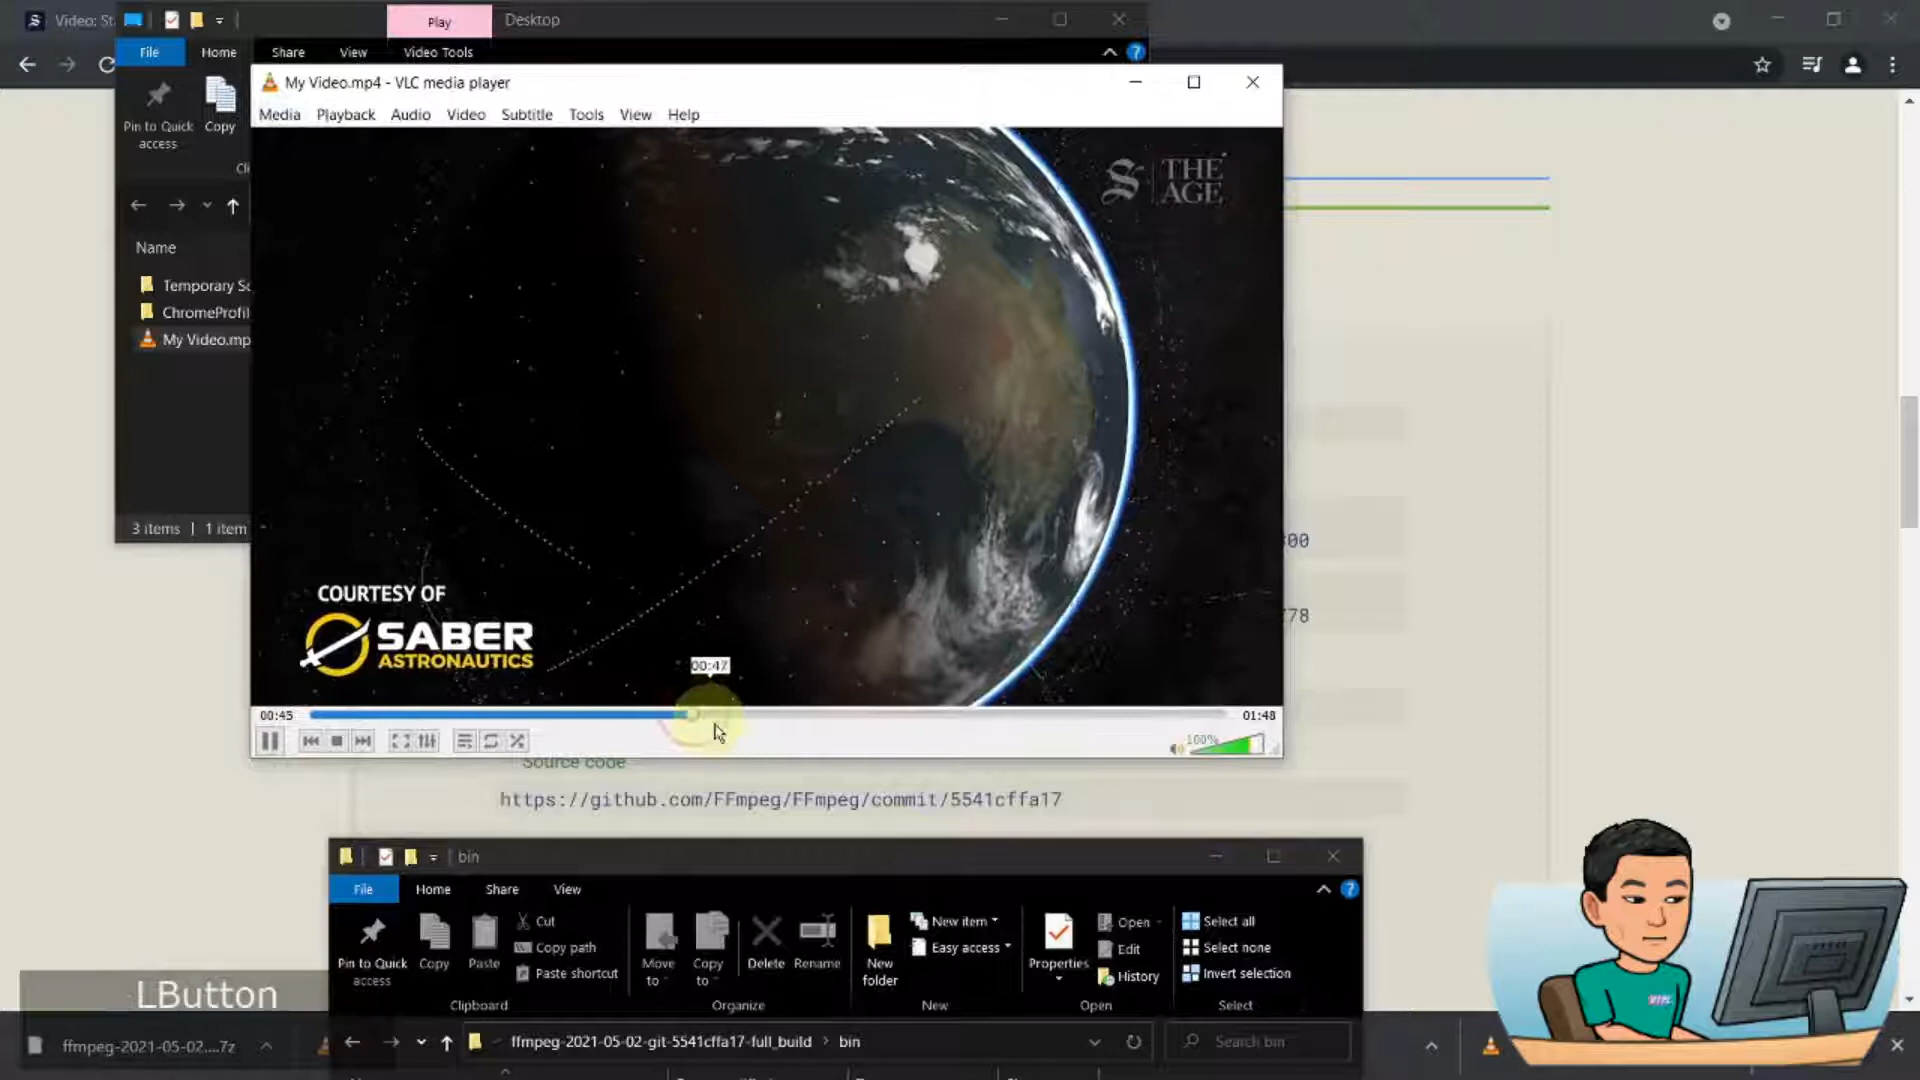 Video: St
Play
Desktop
File
Home
Share
View
Video Tools
My Video.mp4 - VLC media player
Pin to Quick access
Copy
Media Playback Audio Video Subtitle Tools View Help
THE AGE
Name
Temporary Sc
ChromeProfil
My Video.mp
3 items
1 item
COURTESY OF
SABER
ASTRONAUTICS
00:47
00:45
01:48
100%
00
78
Source code
https://github.com/FFmpeg/FFmpeg/commit/5541cffa17
bin
File
Home
Share
View
Pin to Quick access
Copy
Paste
Cut
Copy path
Paste shortcut
Clipboard
Move to
Copy to
Delete
Rename
Organize
New folder
New item
Easy access
New
Properties
Open
Edit
History
Open
Select all
Select none
Invert selection
Select
LButton
ffmpeg-2021-05-02....7z
ffmpeg-2021-05-02-git-5541cffa17-full_build
bin
Search bin